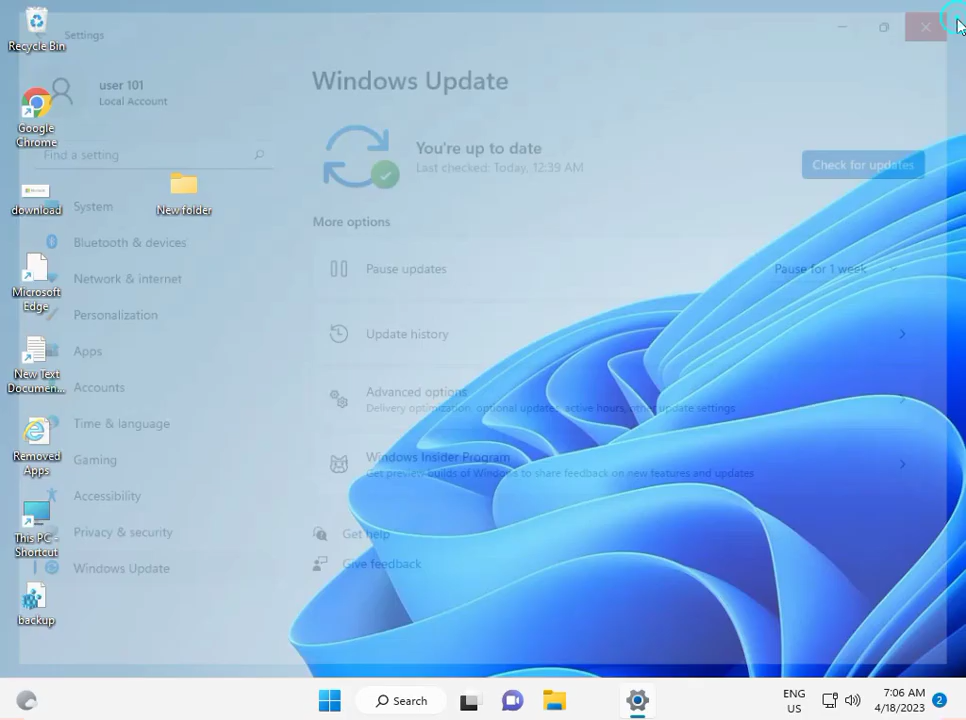 Recycle Bin
Google
Chrome
download
New folder
Microsoft
Edge
New Text
Documen...
Removed
Apps
This PC -
Shortcut
backup
Settings
user 101
Local Account
Find a setting
System
Bluetooth & devices
Network & internet
Personalization
Apps
Accounts
Time & language
Gaming
Accessibility
Privacy & security
Windows Update
Windows Update
You're up to date
Last checked: Today, 12:39 AM
Check for updates
More options
Pause updates
Pause for 1 week
Update history
Advanced options
Delivery optimization, optional updates, active hours, other update settings
Windows Insider Program
Get preview builds of Windows to share feedback on new features and updates
Get help
Give feedback
Search
ENG
US
7:06 AM
4/18/2023
2